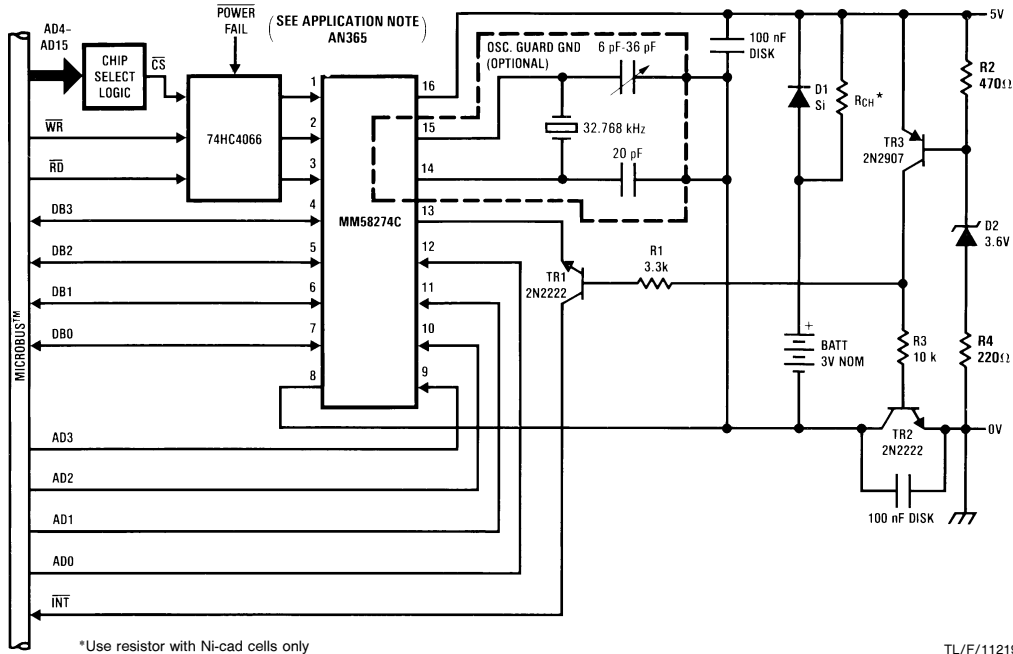 AD4–
AD15
CHIP
SELECT
LOGIC
CS
POWER
FAIL
(SEE APPLICATION NOTE
AN365)
WR
RD
74HC4066
1
2
3
4
5
6
7
8
MM58274C
16
15
14
13
12
11
10
9
OSC. GUARD GND
(OPTIONAL)
6 pF-36 pF
32.768 kHz
20 pF
100 nF
DISK
D1
Si
RCH*
5V
R2
470Ω
TR3
2N2907
D2
3.6V
R1
3.3k
TR1
2N2222
BATT
3V NOM
+
R3
10 k
R4
220Ω
TR2
2N2222
0V
100 nF DISK
DB3
DB2
DB1
DB0
MICROBUS™
AD3
AD2
AD1
AD0
INT
*Use resistor with Ni-cad cells only
TL/F/11219